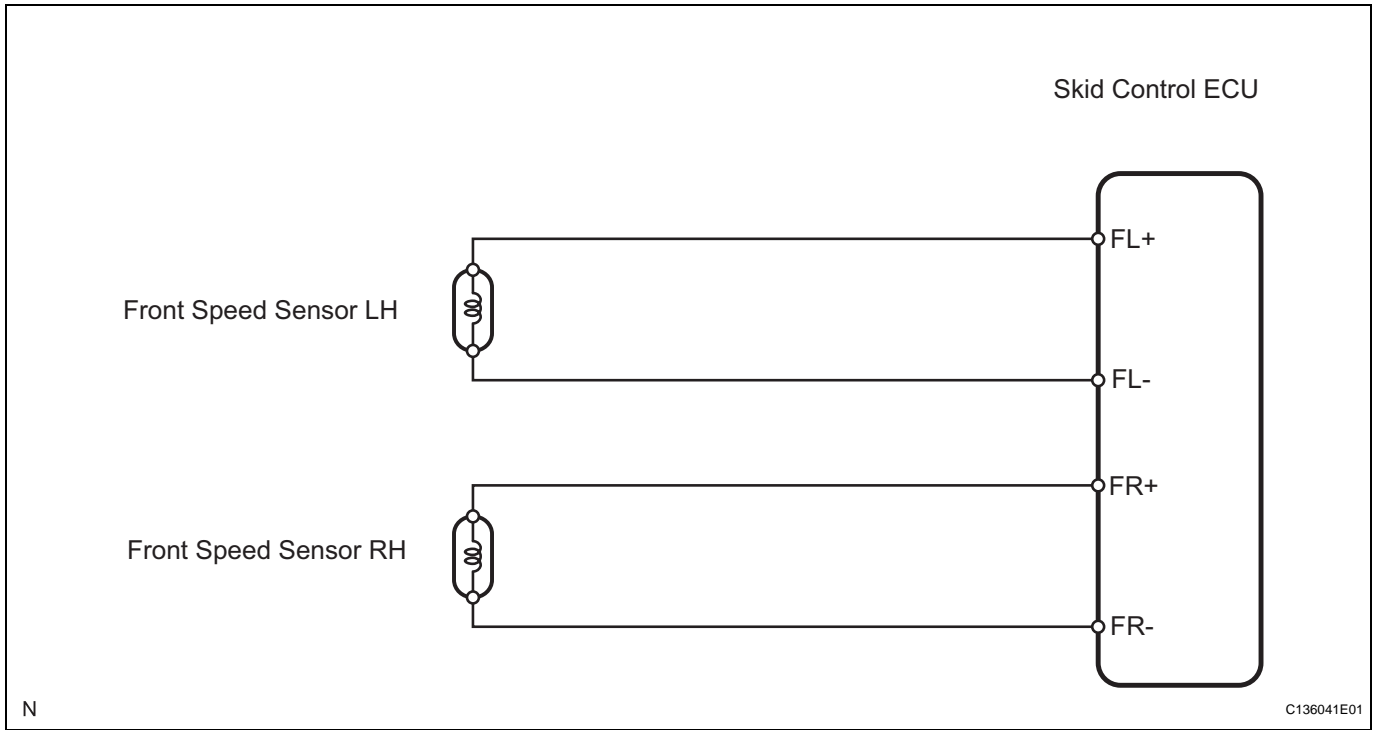 Skid Control ECU
FL+
Front Speed Sensor LH
FL-
FR+
Front Speed Sensor RH
FR-
N
C136041E01